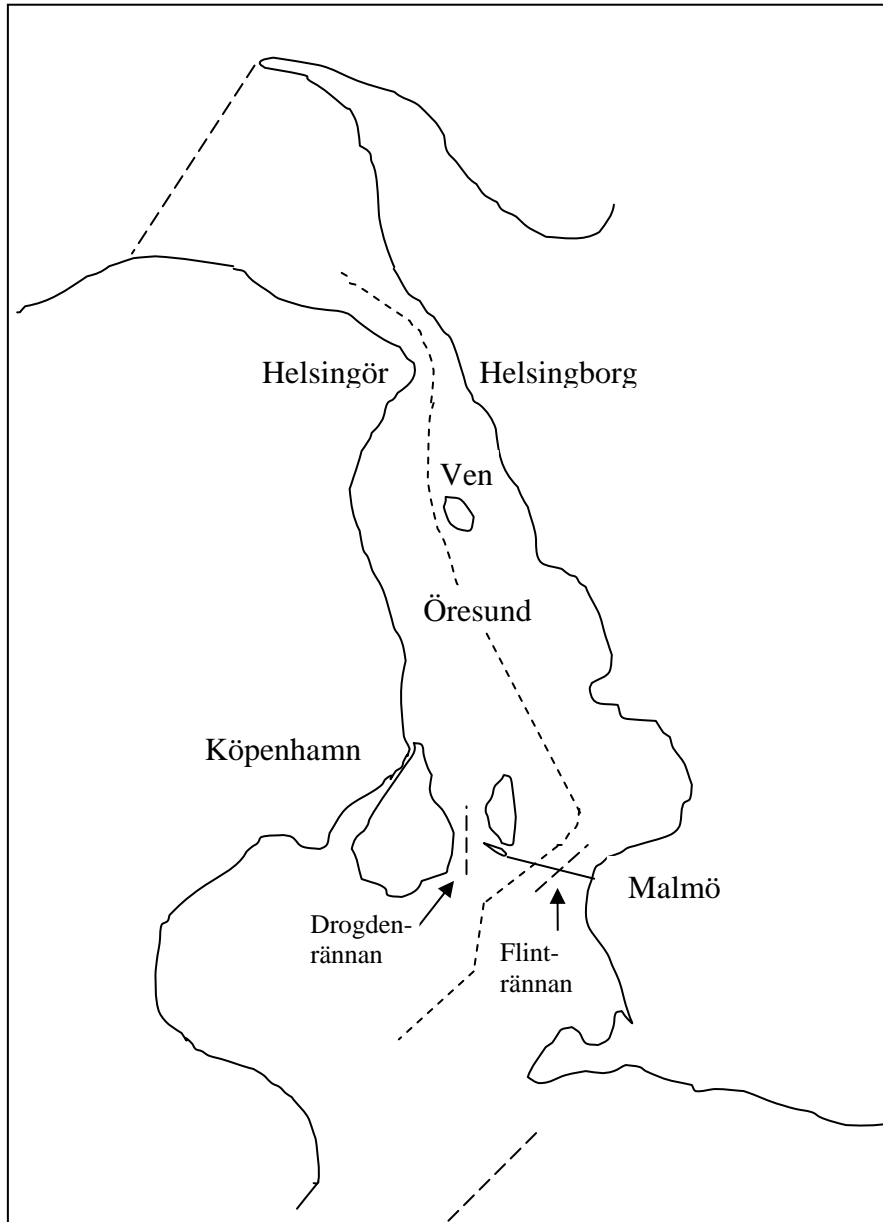 Helsingör
Helsingborg
Ven
Öresund
Köpenhamn
Malmö
Drogden-
rännan
Flint-
rännan